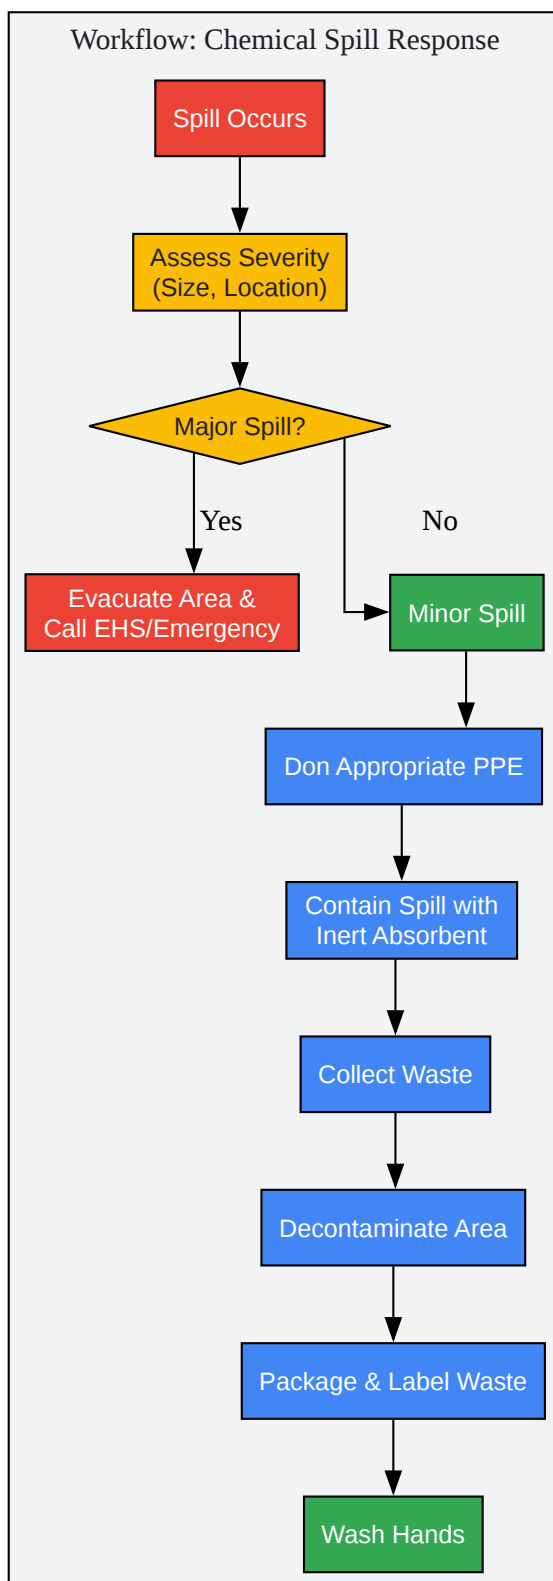 Workflow: Chemical Spill Response
Spill Occurs
Assess Severity
(Size, Location)
Major Spill?
Yes
No
Evacuate Area &
Call EHS/Emergency
Minor Spill
Don Appropriate PPE
Contain Spill with
Inert Absorbent
Collect Waste
Decontaminate Area
Package & Label Waste
Wash Hands